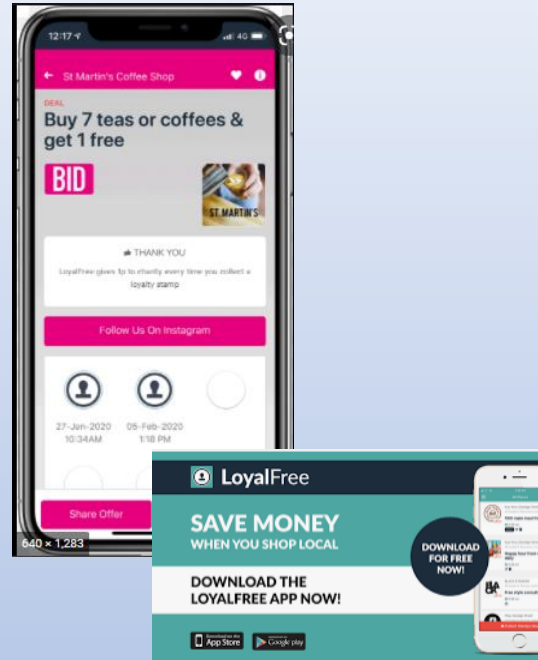 12:17
4G
St Martin's Coffee Shop
DEAL
Buy 7 teas or coffees &
get 1 free
BID
ST. MARTIN'S
THANK YOU
LoyalFree gives 1p to charity every time you collect a
loyalty stamp
Follow Us On Instagram
27-Jan-2020
10:34AM
05-Feb-2020
1:18 PM
Share Offer
640 × 1,283
LoyalFree
SAVE MONEY
WHEN YOU SHOP LOCAL
DOWNLOAD
FOR FREE
NOW!
DOWNLOAD THE
LOYALFREE APP NOW!
App Store
Google play